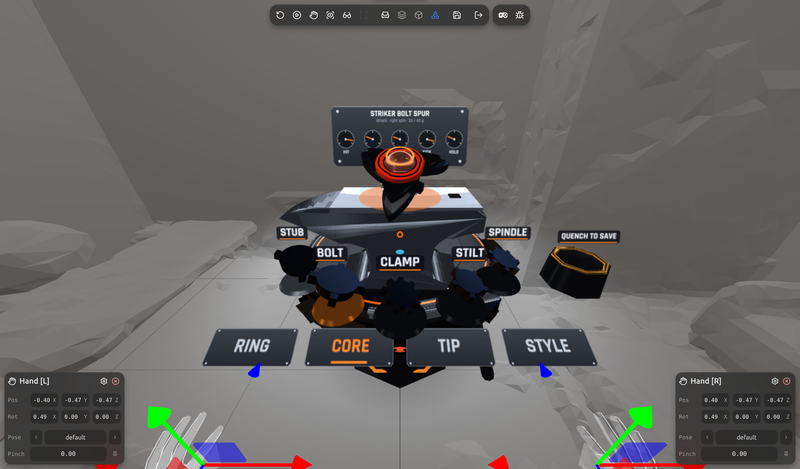 STRIKER BOLT SPUR
HIT
HOLD
STUB
SPINDLE
QUENCH TO SAVE
BOLT
STILT
CLAMP
RING
CORE
TIP
STYLE
Hand [L]
Pos -0.40 X -0.47 Y -0.47 Z
Rot 0.49 X 0.00 Y 0.00 Z
Pose ‹ default ›
Pinch 0.00
Hand [R]
Pos 0.40 X -0.47 Y -0.47 Z
Rot 0.49 X 0.00 Y 0.00 Z
Pose ‹ default ›
Pinch 0.00